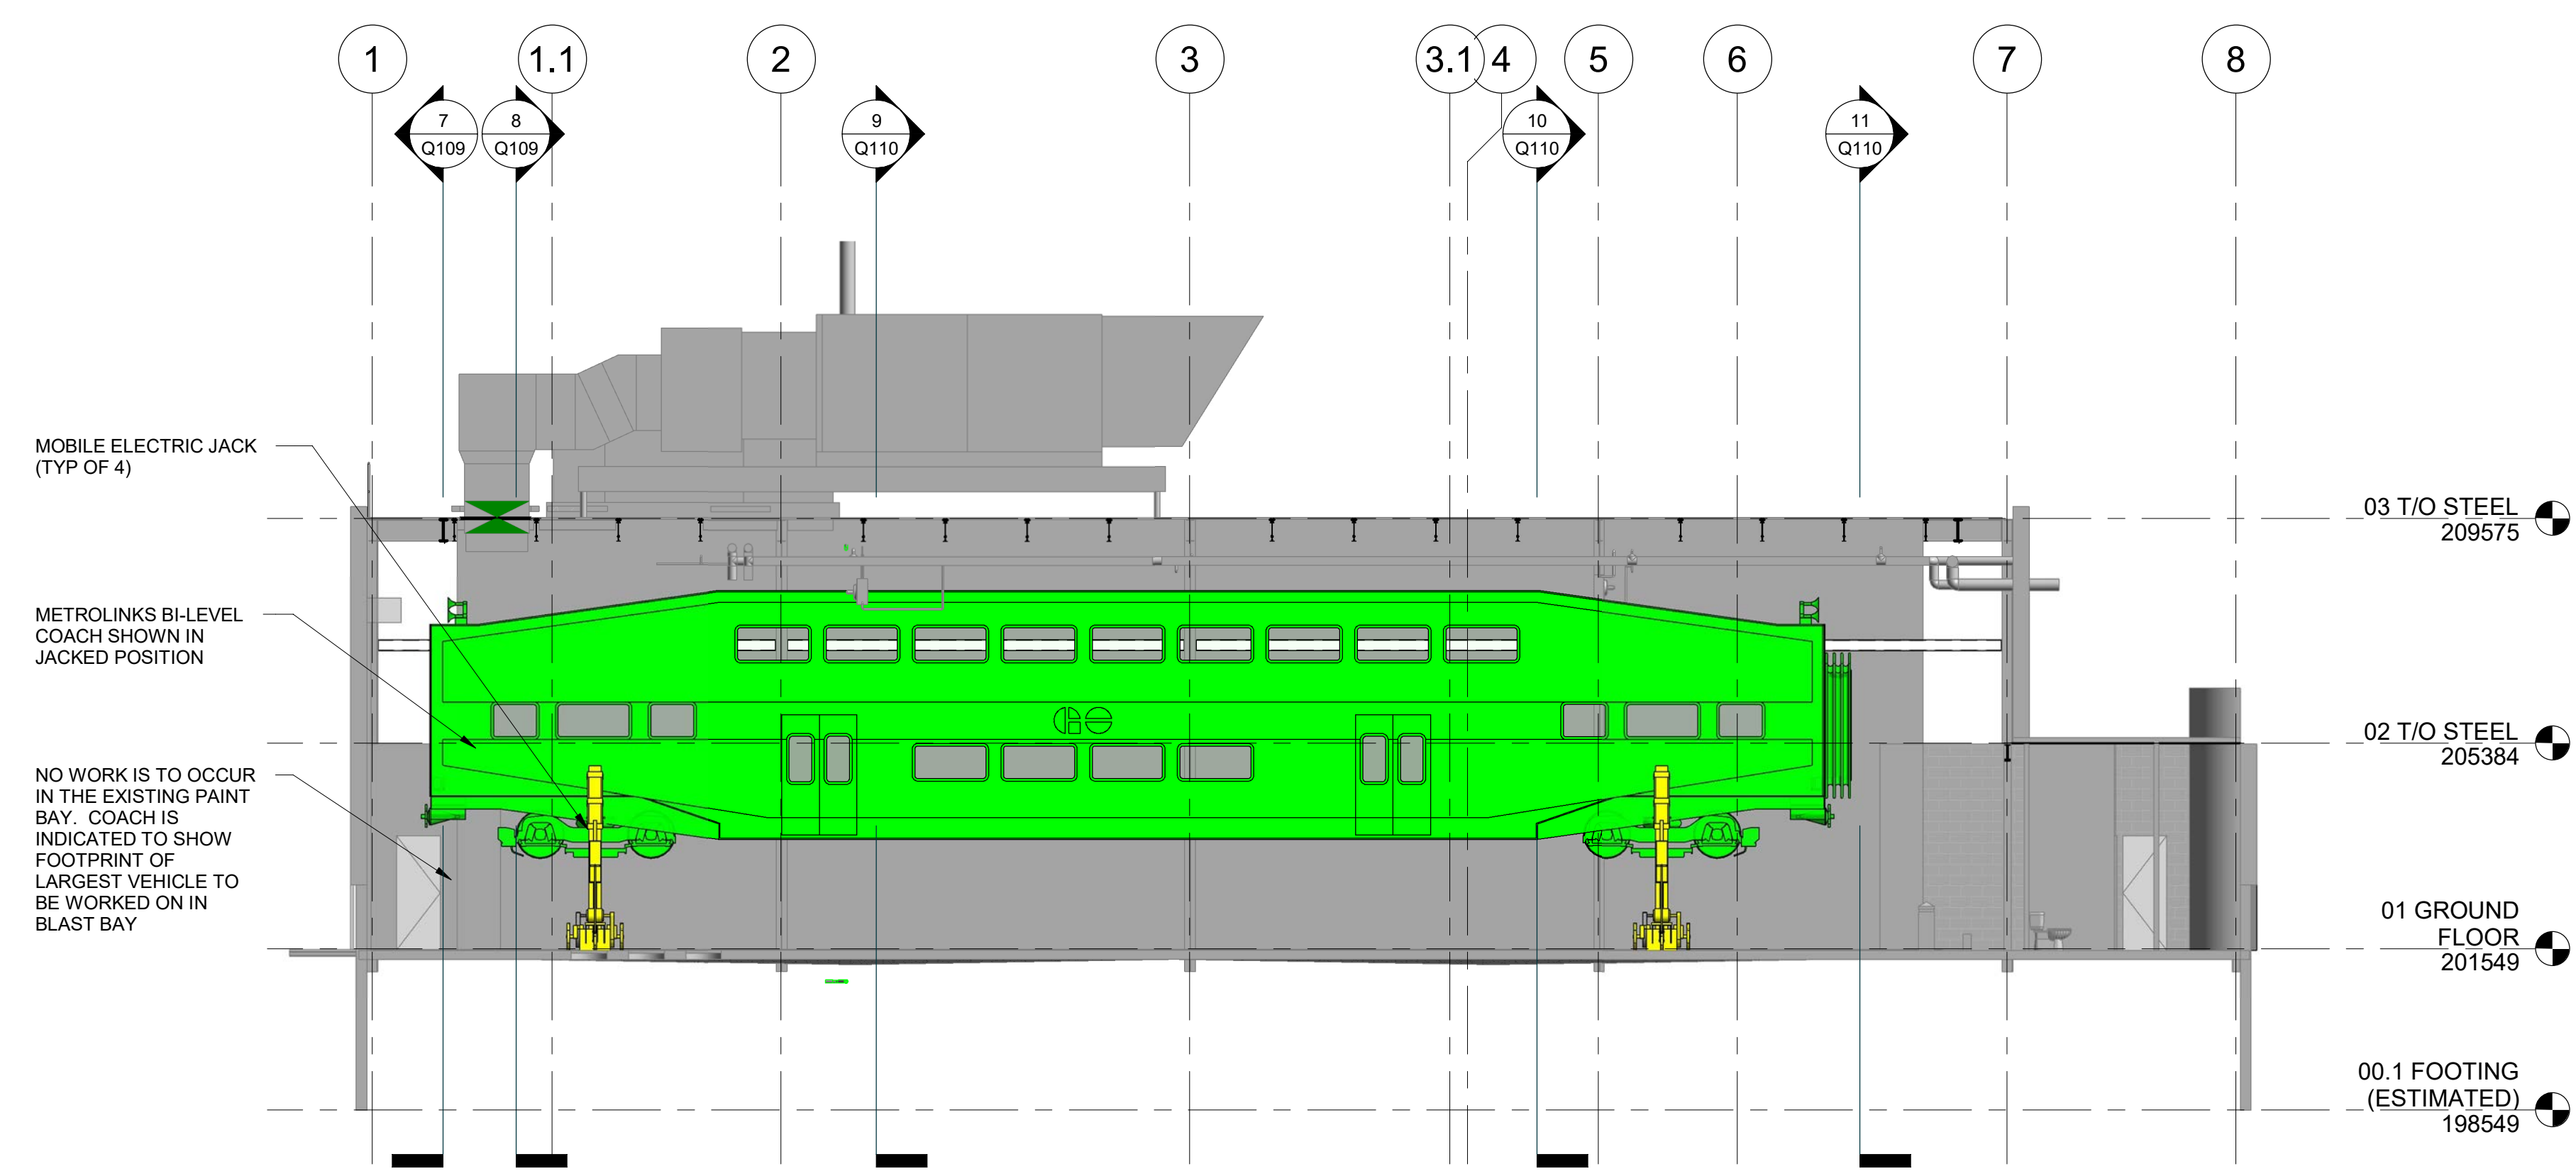 1
1.1
2
3
3.1
4
5
6
7
8
7
Q109
8
Q109
9
Q110
10
Q110
11
Q110
MOBILE ELECTRIC JACK
(TYP OF 4)
METROLINKS BI-LEVEL
COACH SHOWN IN
JACKED POSITION
NO WORK IS TO OCCUR
IN THE EXISTING PAINT
BAY. COACH IS
INDICATED TO SHOW
FOOTPRINT OF
LARGEST VEHICLE TO
BE WORKED ON IN
BLAST BAY
GO
03 T/O STEEL
209575
02 T/O STEEL
205384
01 GROUND
FLOOR
201549
00.1 FOOTING
(ESTIMATED)
198549